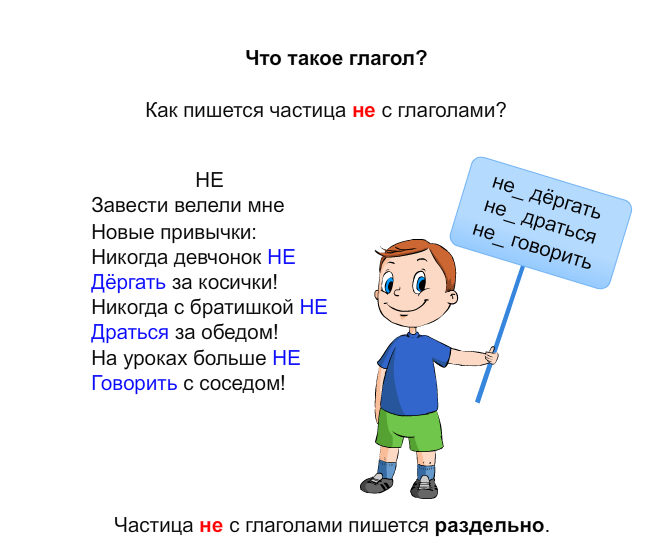 Что такое глагол?
Как пишется частица не с глаголами?
НЕ
Завести велели мне
Новые привычки:
Никогда девчонок НЕ
Дёргать за косички!
Никогда с братишкой НЕ
Драться за обедом!
На уроках больше НЕ
Говорить с соседом!
не_ дёргать
не_ драться
не_ говорить
Частица не с глаголами пишется раздельно.